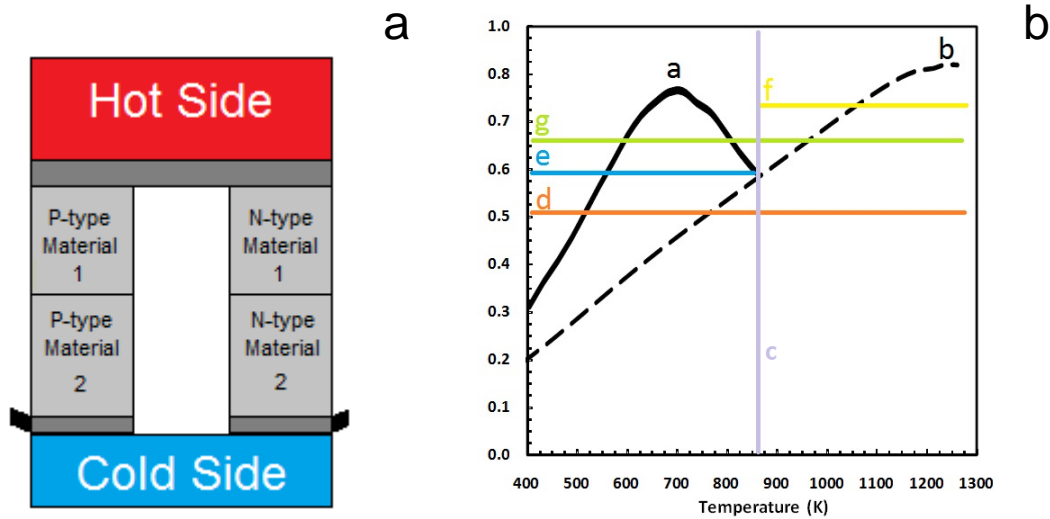 a
Hot Side
P-type
Material
1
N-type
Material
1
P-type
Material
2
N-type
Material
2
Cold Side
b
1.0
0.9
0.8
0.7
0.6
0.5
0.4
0.3
0.2
0.1
0.0
a
b
f
g
e
d
c
400 500 600 700 800 900 1000 1100 1200 1300
Temperature (K)